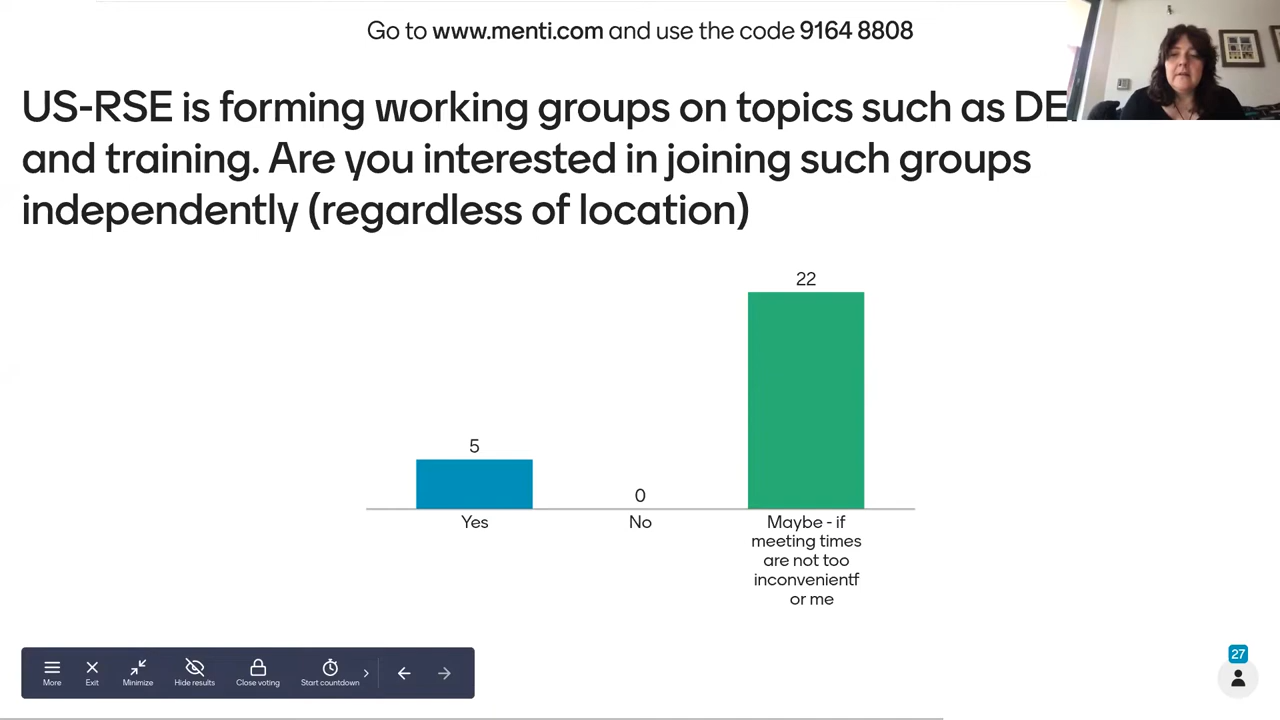 Go to www.menti.com and use the code 9164 8808
US-RSE is forming working groups on topics such as
and training. Are you interested in joining such groups
independently (regardless of location)
22
5
0
Yes
No
Maybe - if
meeting times
are not too
inconvenientf
or me
More
Exit
Minimize
Hide results
Close voting
Start countdown
27